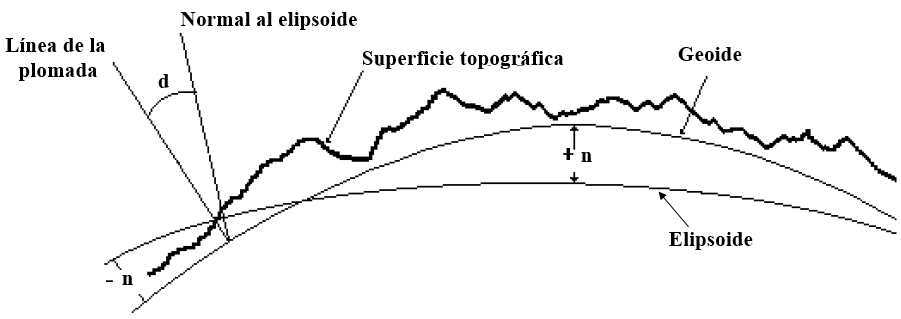 Normal al elipsoide
Línea de la
plomada
d
Superficie topográfica
Geoide
+ n
Elipsoide
- n